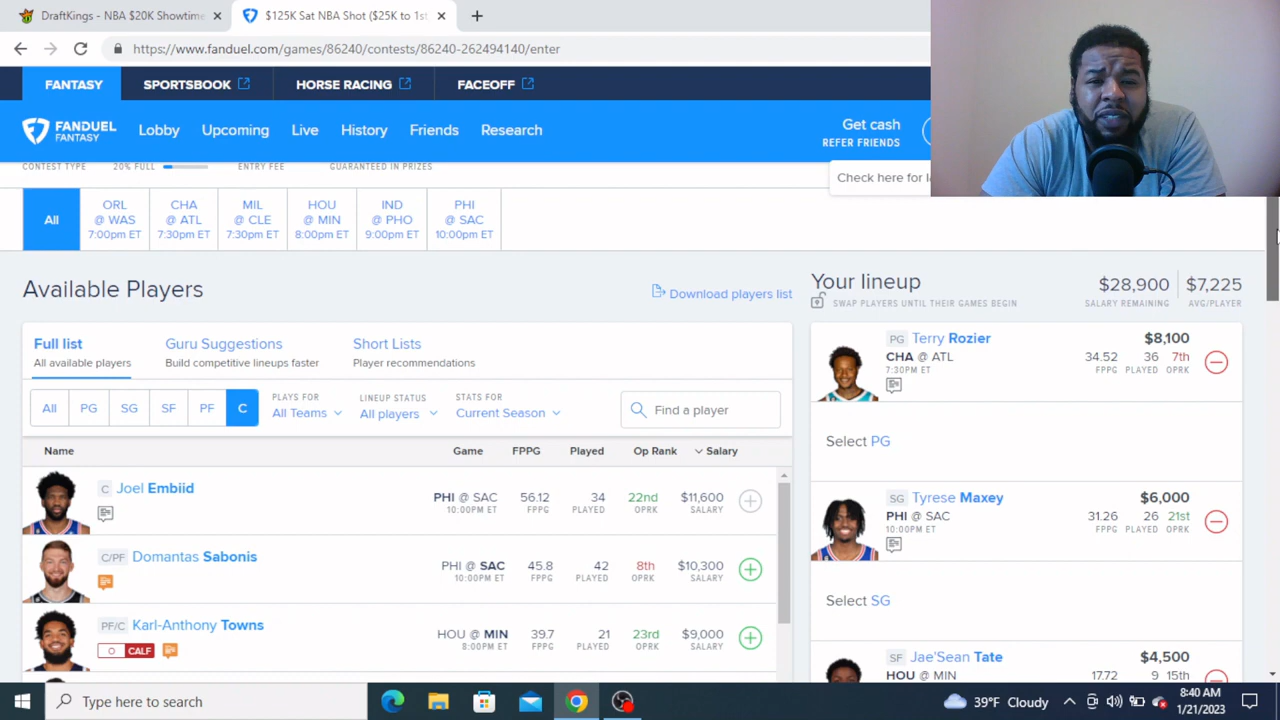 DraftKings - NBA $20K Showtime
$125K Sat NBA Shot ($25K to 1st
https://www.fanduel.com/games/86240/contests/86240-262494140/enter
FANTASY SPORTSBOOK HORSE RACING FACEOFF
FANDUEL
FANTASY
Lobby Upcoming Live History Friends Research
Get cash
REFER FRIENDS
CONTEST TYPE 20% FULL ENTRY FEE GUARANTEED IN PRIZES
Check here for
All
ORL
@ WAS
7:00pm ET
CHA
@ ATL
7:30pm ET
MIL
@ CLE
7:30pm ET
HOU
@ MIN
8:00pm ET
IND
@ PHO
9:00pm ET
PHI
@ SAC
10:00pm ET
Available Players
Download players list
Full list
All available players
Guru Suggestions
Build competitive lineups faster
Short Lists
Player recommendations
All PG SG SF PF C
PLAYS FOR
All Teams
LINEUP STATUS
All players
STATS FOR
Current Season
Find a player
Name Game FPPG Played Op Rank Salary
C Joel Embiid
PHI @ SAC
10:00PM ET
56.12
FPPG
34
PLAYED
22nd
OPRK
$11,600
SALARY
C/PF Domantas Sabonis
PHI @ SAC
10:00PM ET
45.8
FPPG
42
PLAYED
8th
OPRK
$10,300
SALARY
PF/C Karl-Anthony Towns
O CALF
HOU @ MIN
8:00PM ET
39.7
FPPG
21
PLAYED
23rd
OPRK
$9,000
SALARY
Your lineup
SWAP PLAYERS UNTIL THEIR GAMES BEGIN
$28,900
SALARY REMAINING
$7,225
AVG/PLAYER
PG Terry Rozier $8,100
CHA @ ATL
7:30PM ET
34.52
FPPG
36
PLAYED
7th
OPRK
Select PG
SG Tyrese Maxey $6,000
PHI @ SAC
10:00PM ET
31.26
FPPG
26
PLAYED
21st
OPRK
Select SG
SF Jae'Sean Tate $4,500
HOU @ MIN 17.72 9 15th
Type here to search
39°F Cloudy
8:40 AM
1/21/2023